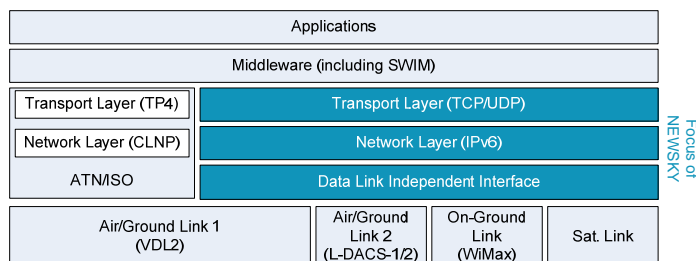 Applications
Middleware (including SWIM)
Transport Layer (TP4)
Transport Layer (TCP/UDP)
Network Layer (CLNP)
Network Layer (IPv6)
ATN/ISO
Data Link Independent Interface
Focus of
NEWSKY
Air/Ground Link 1
(VDL2)
Air/Ground
Link 2
(L-DACS-1/2)
On-Ground
Link
(WiMax)
Sat. Link